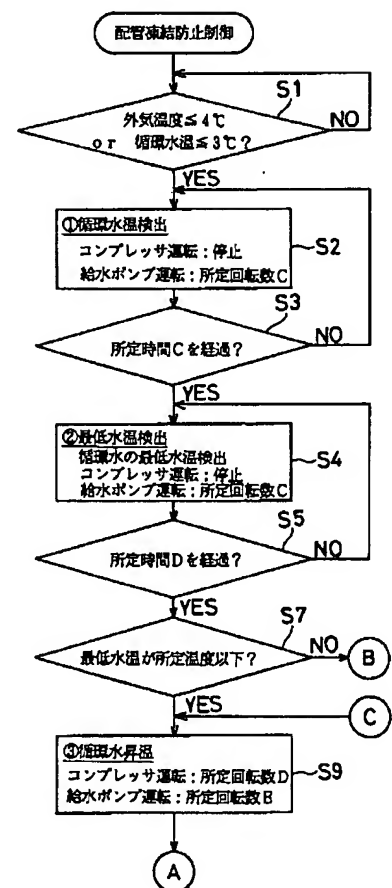 配管凍結防止制御
S1
外気温度≦4℃
or 循環水温≦3℃?
NO
YES
①循環水温検出
コンプレッサ運転:停止
給水ポンプ運転:所定回転数C
S2
S3
所定時間Cを経過?
NO
YES
②最低水温検出
循環水の最低水温検出
コンプレッサ運転:停止
給水ポンプ運転:所定回転数C
S4
S5
所定時間Dを経過?
NO
YES
S7
最低水温が所定温度以下?
NO
B
YES
C
③循環水昇温
コンプレッサ運転:所定回転数D
給水ポンプ運転:所定回転数B
S9
A